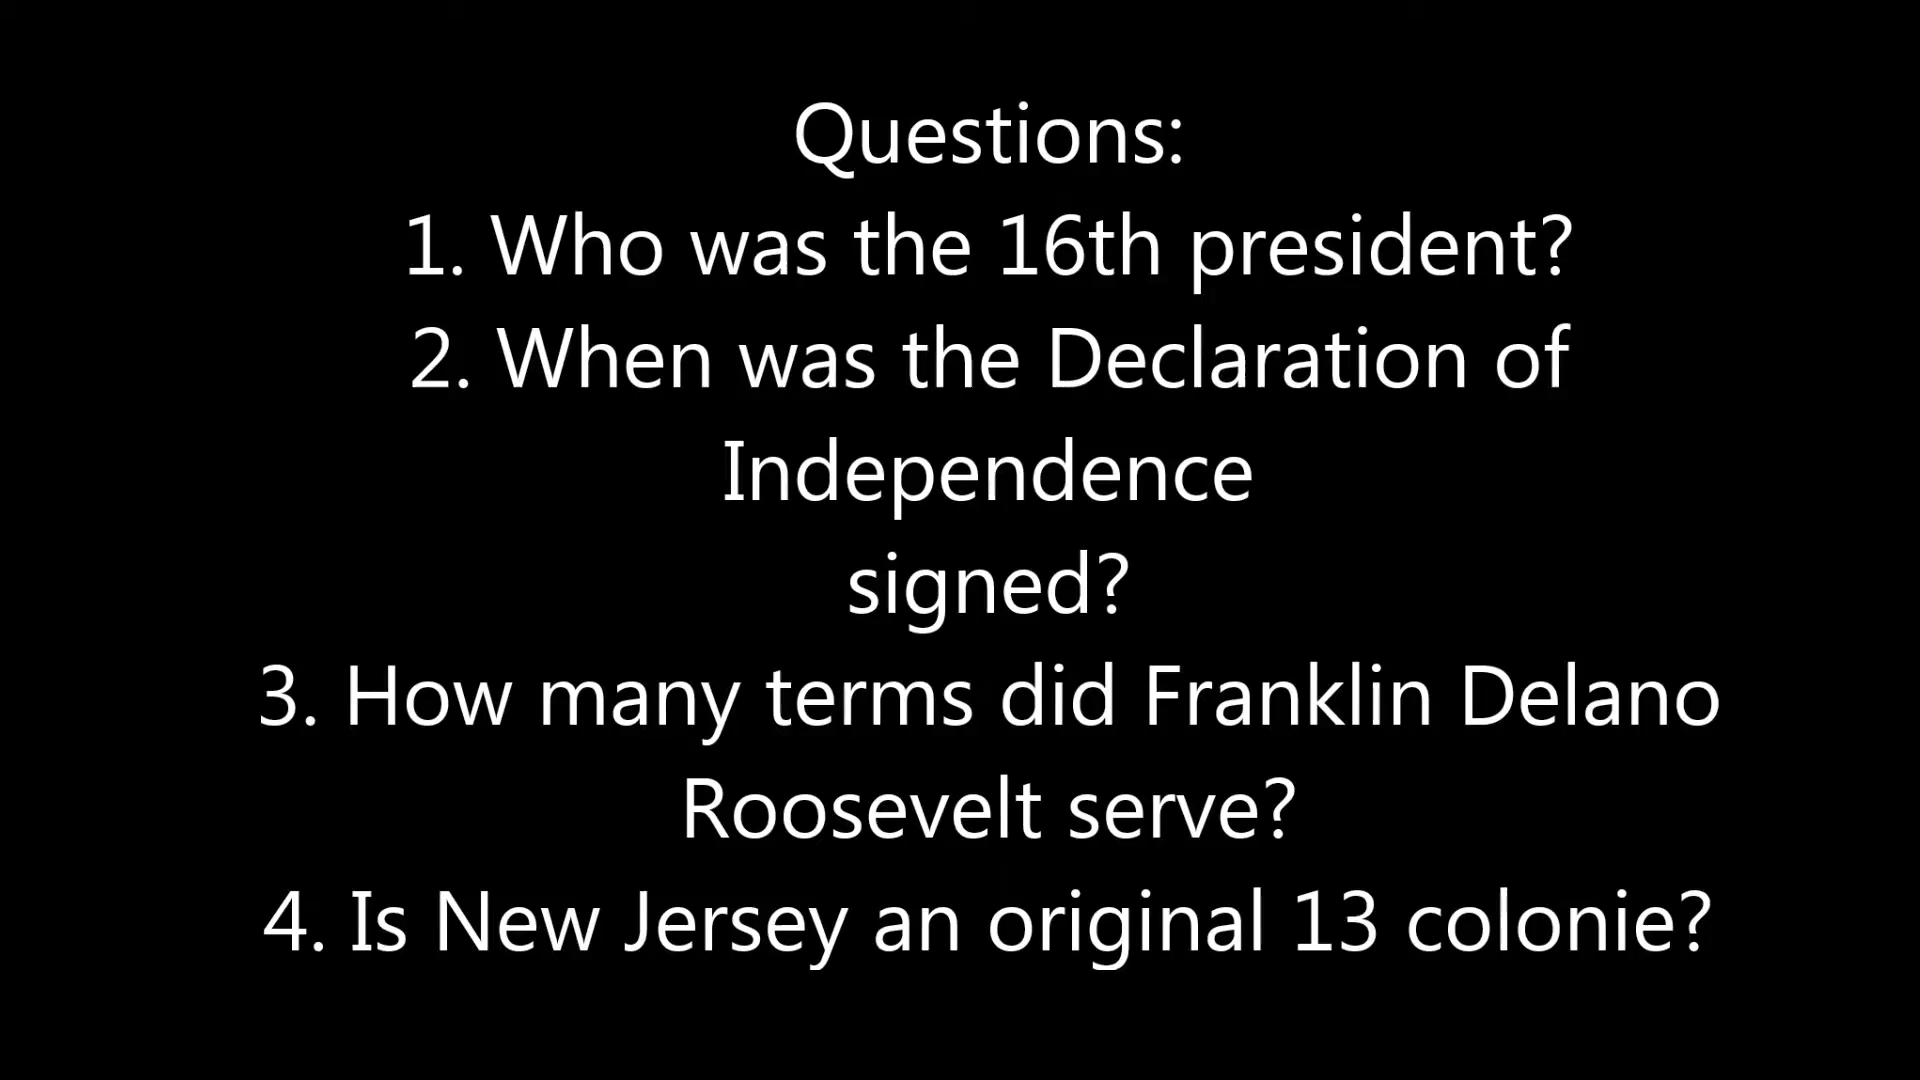 Questions:
1. Who was the 16th president?
2. When was the Declaration of
Independence
signed?
3. How many terms did Franklin Delano
Roosevelt serve?
4. Is New Jersey an original 13 colonie?